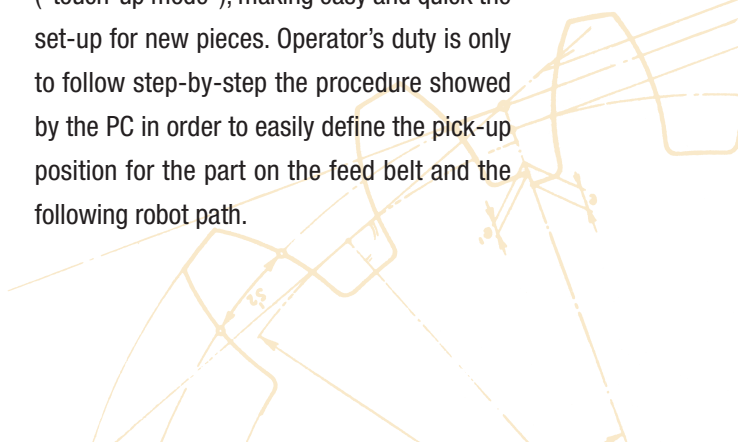 ("touch-up mode"), making easy and quick the
set-up for new pieces. Operator's duty is only
to follow step-by-step the procedure showed
by the PC in order to easily define the pick-up
position for the part on the feed belt and the
following robot path.